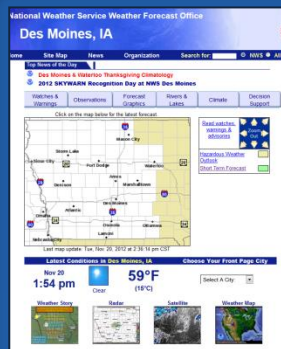 National Weather Service Weather Forecast Office
Des Moines, IA
Home Site Map News Organization Search for: NWS
Top News of the Day
Des Moines & Waterloo Thanksgiving Climatology
2012 SKYWARN Recognition Day at NWS Des Moines
Watches & Warnings
Observations
Forecast Graphics
Rivers & Lakes
Climate
Decision Support
Click on the map below for the latest forecast.
Read watches, warnings & advisories
Zoom Out
Hazardous Weather Outlook
Short Term Forecast
Mason City
Storm Lake
Sioux City
Fort Dodge
Waterloo
Denison
Ames
Marshalltown
Des Moines
Atlantic
Omaha
Osceola
Ottumwa
Lamoni
Nebraska City
Last map update: Tue, Nov. 20, 2012 at 2:36:14 pm CST
Latest Conditions in Des Moines, IA
Choose Your Front Page City
Nov 20
1:54 pm
Clear
59°F
(15°C)
Select A City
Weather Story
Radar
Satellite
Weather Map